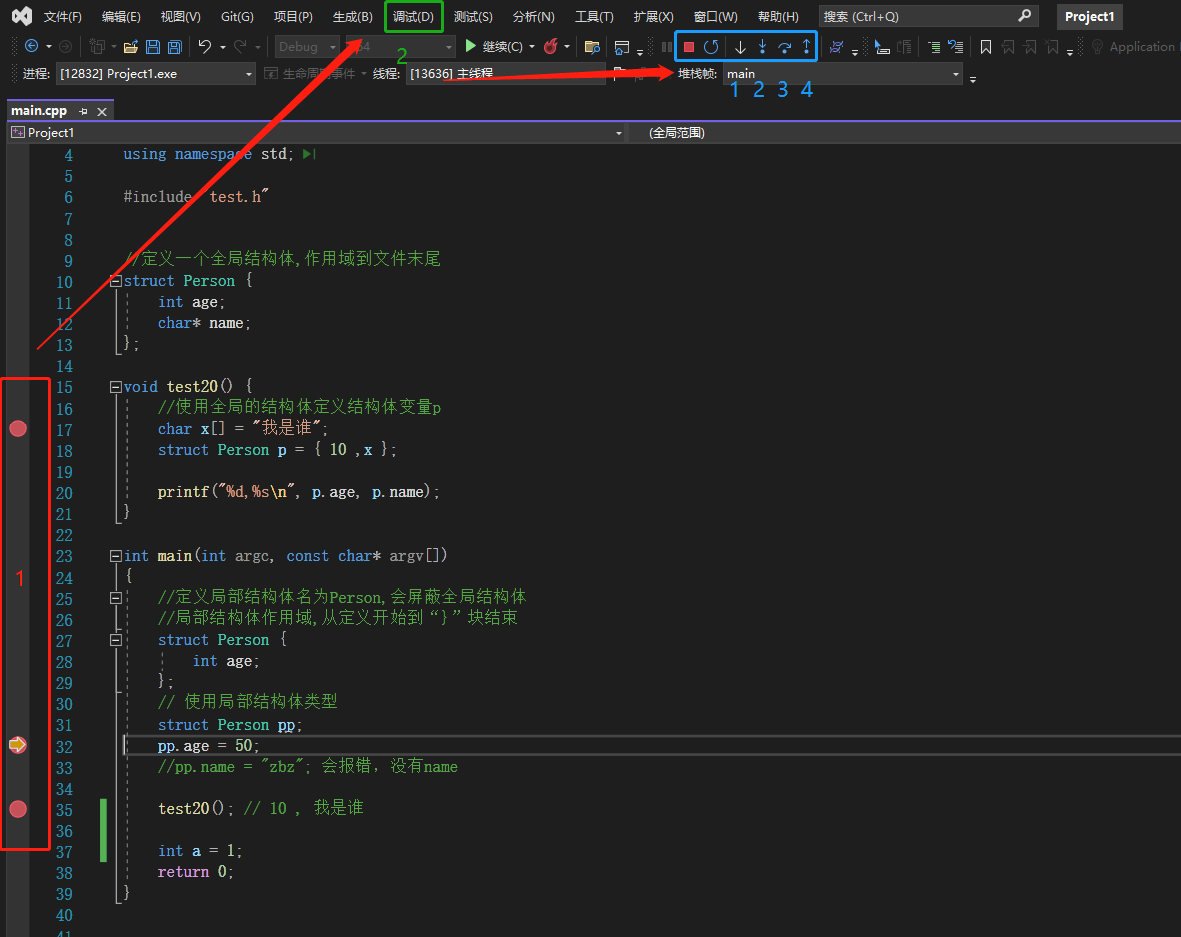 文件(F) 编辑(E) 视图(V) Git(G) 项目(P) 生成(B) 调试(D) 测试(S) 分析(N) 工具(T) 扩展(X) 窗口(W) 帮助(H) 搜索 (Ctrl+Q) Project1
Debug 继续(C) Application
2
进程: [12832] Project1.exe 生命周期事件 线程: [13636] 主线程 堆栈帧: main
1 2 3 4
main.cpp
Project1 (全局范围)
4 using namespace std;
5
6 #include "test.h"
7
8
9 //定义一个全局结构体,作用域到文件末尾
10 struct Person {
11 int age;
12 char* name;
13 };
14
15 void test20() {
16 //使用全局的结构体定义结构体变量p
17 char x[] = "我是谁";
18 struct Person p = { 10 ,x };
19
20 printf("%d,%s\n", p.age, p.name);
21 }
22
23 int main(int argc, const char* argv[])
1
24 {
25 //定义局部结构体名为Person,会屏蔽全局结构体
26 //局部结构体作用域,从定义开始到“}”块结束
27 struct Person {
28 int age;
29 };
30 // 使用局部结构体类型
31 struct Person pp;
32 pp.age = 50;
33 //pp.name = "zbz"; 会报错，没有name
34
35 test20(); // 10 , 我是谁
36
37 int a = 1;
38 return 0;
39 }
40
41